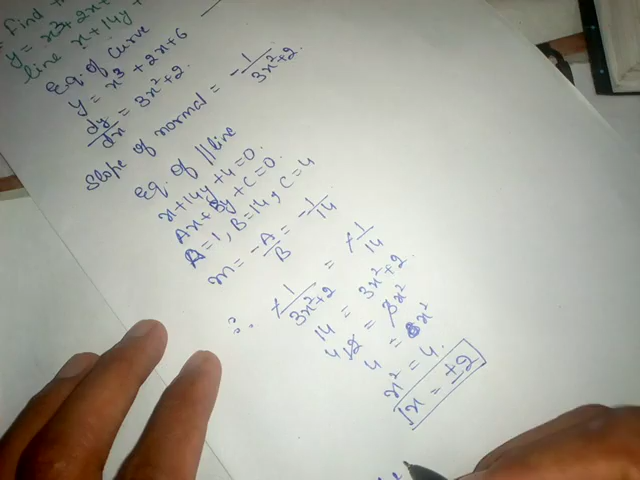 Find
y = x³ + 2x +
line x + 14y +
Eq. of Curve
y = x³ + 2x + 6
dy/dx = 3x² + 2.
Slope of normal = -1/3x²+2.
Eq. of // line
x + 14y + 4 = 0.
Ax + By + C = 0.
A = 1, B = 14, C = 4
m = -A/B = -1/14
∴ -1/3x²+2 = -1/14
14 = 3x² + 2.
4 12 = 3x²
4 = x²
x² = 4.
x = ±2